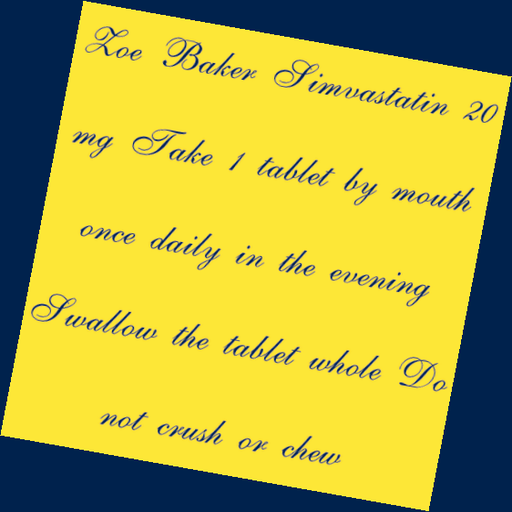 Zoe Baker Simvastatin 20
mg Take 1 tablet by mouth
once daily in the evening
Swallow the tablet whole Do
not crush or chew